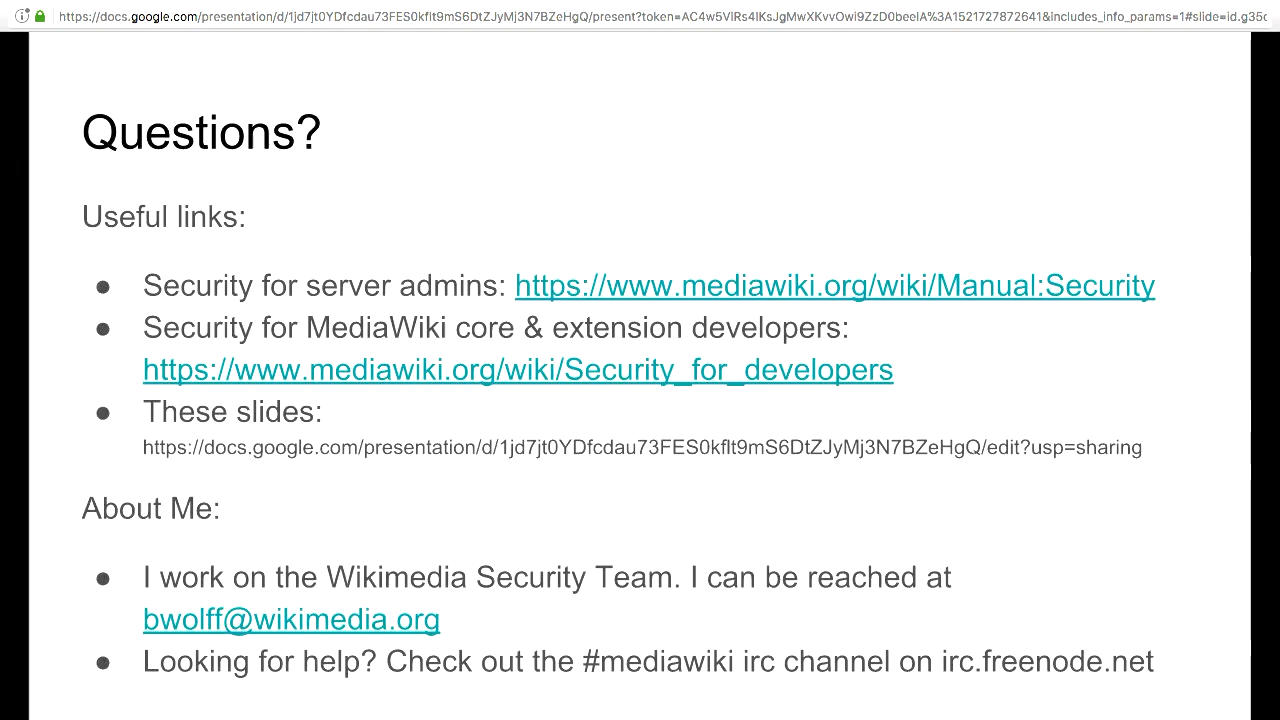 https://docs.google.com/presentation/d/1jd7jt0YDfcdau73FES0kflt9mS6DtZJyMj3N7BZeHgQ/present?token=AC4w5VIRs4IKsJgMwXKvvOwi9ZzD0beeIA%3A1521727872641&includes_info_params=1#slide=id.g35c
Questions?
Useful links:
● Security for server admins: https://www.mediawiki.org/wiki/Manual:Security
● Security for MediaWiki core & extension developers:
https://www.mediawiki.org/wiki/Security_for_developers
● These slides:
https://docs.google.com/presentation/d/1jd7jt0YDfcdau73FES0kflt9mS6DtZJyMj3N7BZeHgQ/edit?usp=sharing
About Me:
● I work on the Wikimedia Security Team. I can be reached at
bwolff@wikimedia.org
● Looking for help? Check out the #mediawiki irc channel on irc.freenode.net